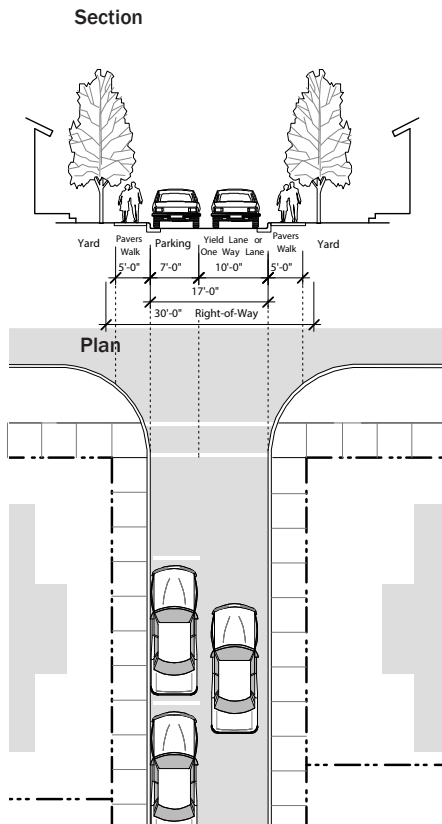 Section
Yard
Pavers
Walk
Parking
Yield Lane or
One Way Lane
Pavers
Walk
Yard
5'-0"
7'-0"
10'-0"
5'-0"
17'-0"
30'-0" Right-of-Way
Plan